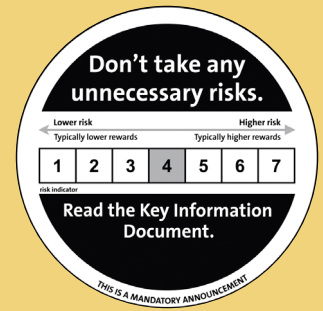 Don't take any
unnecessary risks.
Lower risk Higher risk
Typically lower rewards Typically higher rewards
1 2 3 4 5 6 7
risk indicator
Read the Key Information
Document.
THIS IS A MANDATORY ANNOUNCEMENT